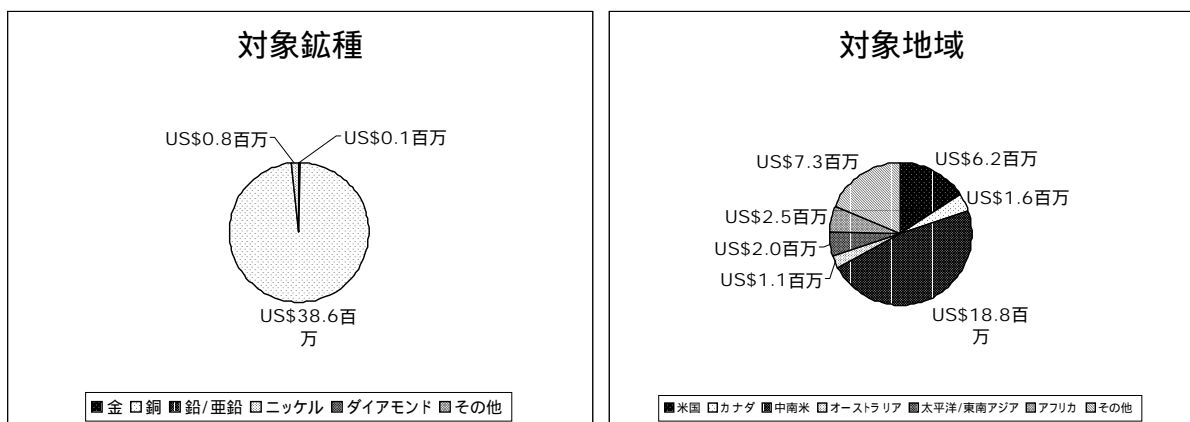 対象鉱種
US$0.8百万
US$0.1百万
US$38.6百
万
■金 □銅 ■鉛/亜鉛 □ニッケル ■ダイアモンド ■その他
対象地域
US$7.3百万
US$6.2百万
US$1.6百万
US$2.5百万
US$2.0百万
US$1.1百万
US$18.8百
万
■米国 □カナダ ■中南米 □オーストラリア ■太平洋/東南アジア ■アフリカ □その他